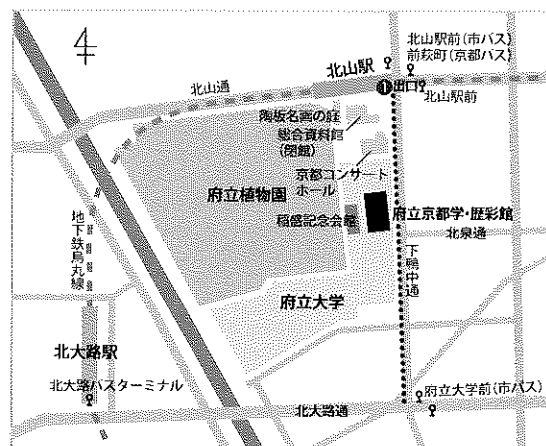 4
北山駅前(市バス)
前萩町(京都バス)
北山駅
北山通
1出口
北山駅前
陶板名画の庭
総合資料館
(閉館)
京都コンサート
ホール
府立植物園
稲盛記念会館
府立京都学・歴彩館
北泉通
地下鉄烏丸線
下鴨中通
府立大学
北大路駅
北大路バスターミナル
府立大学前(市バス)
北大路通